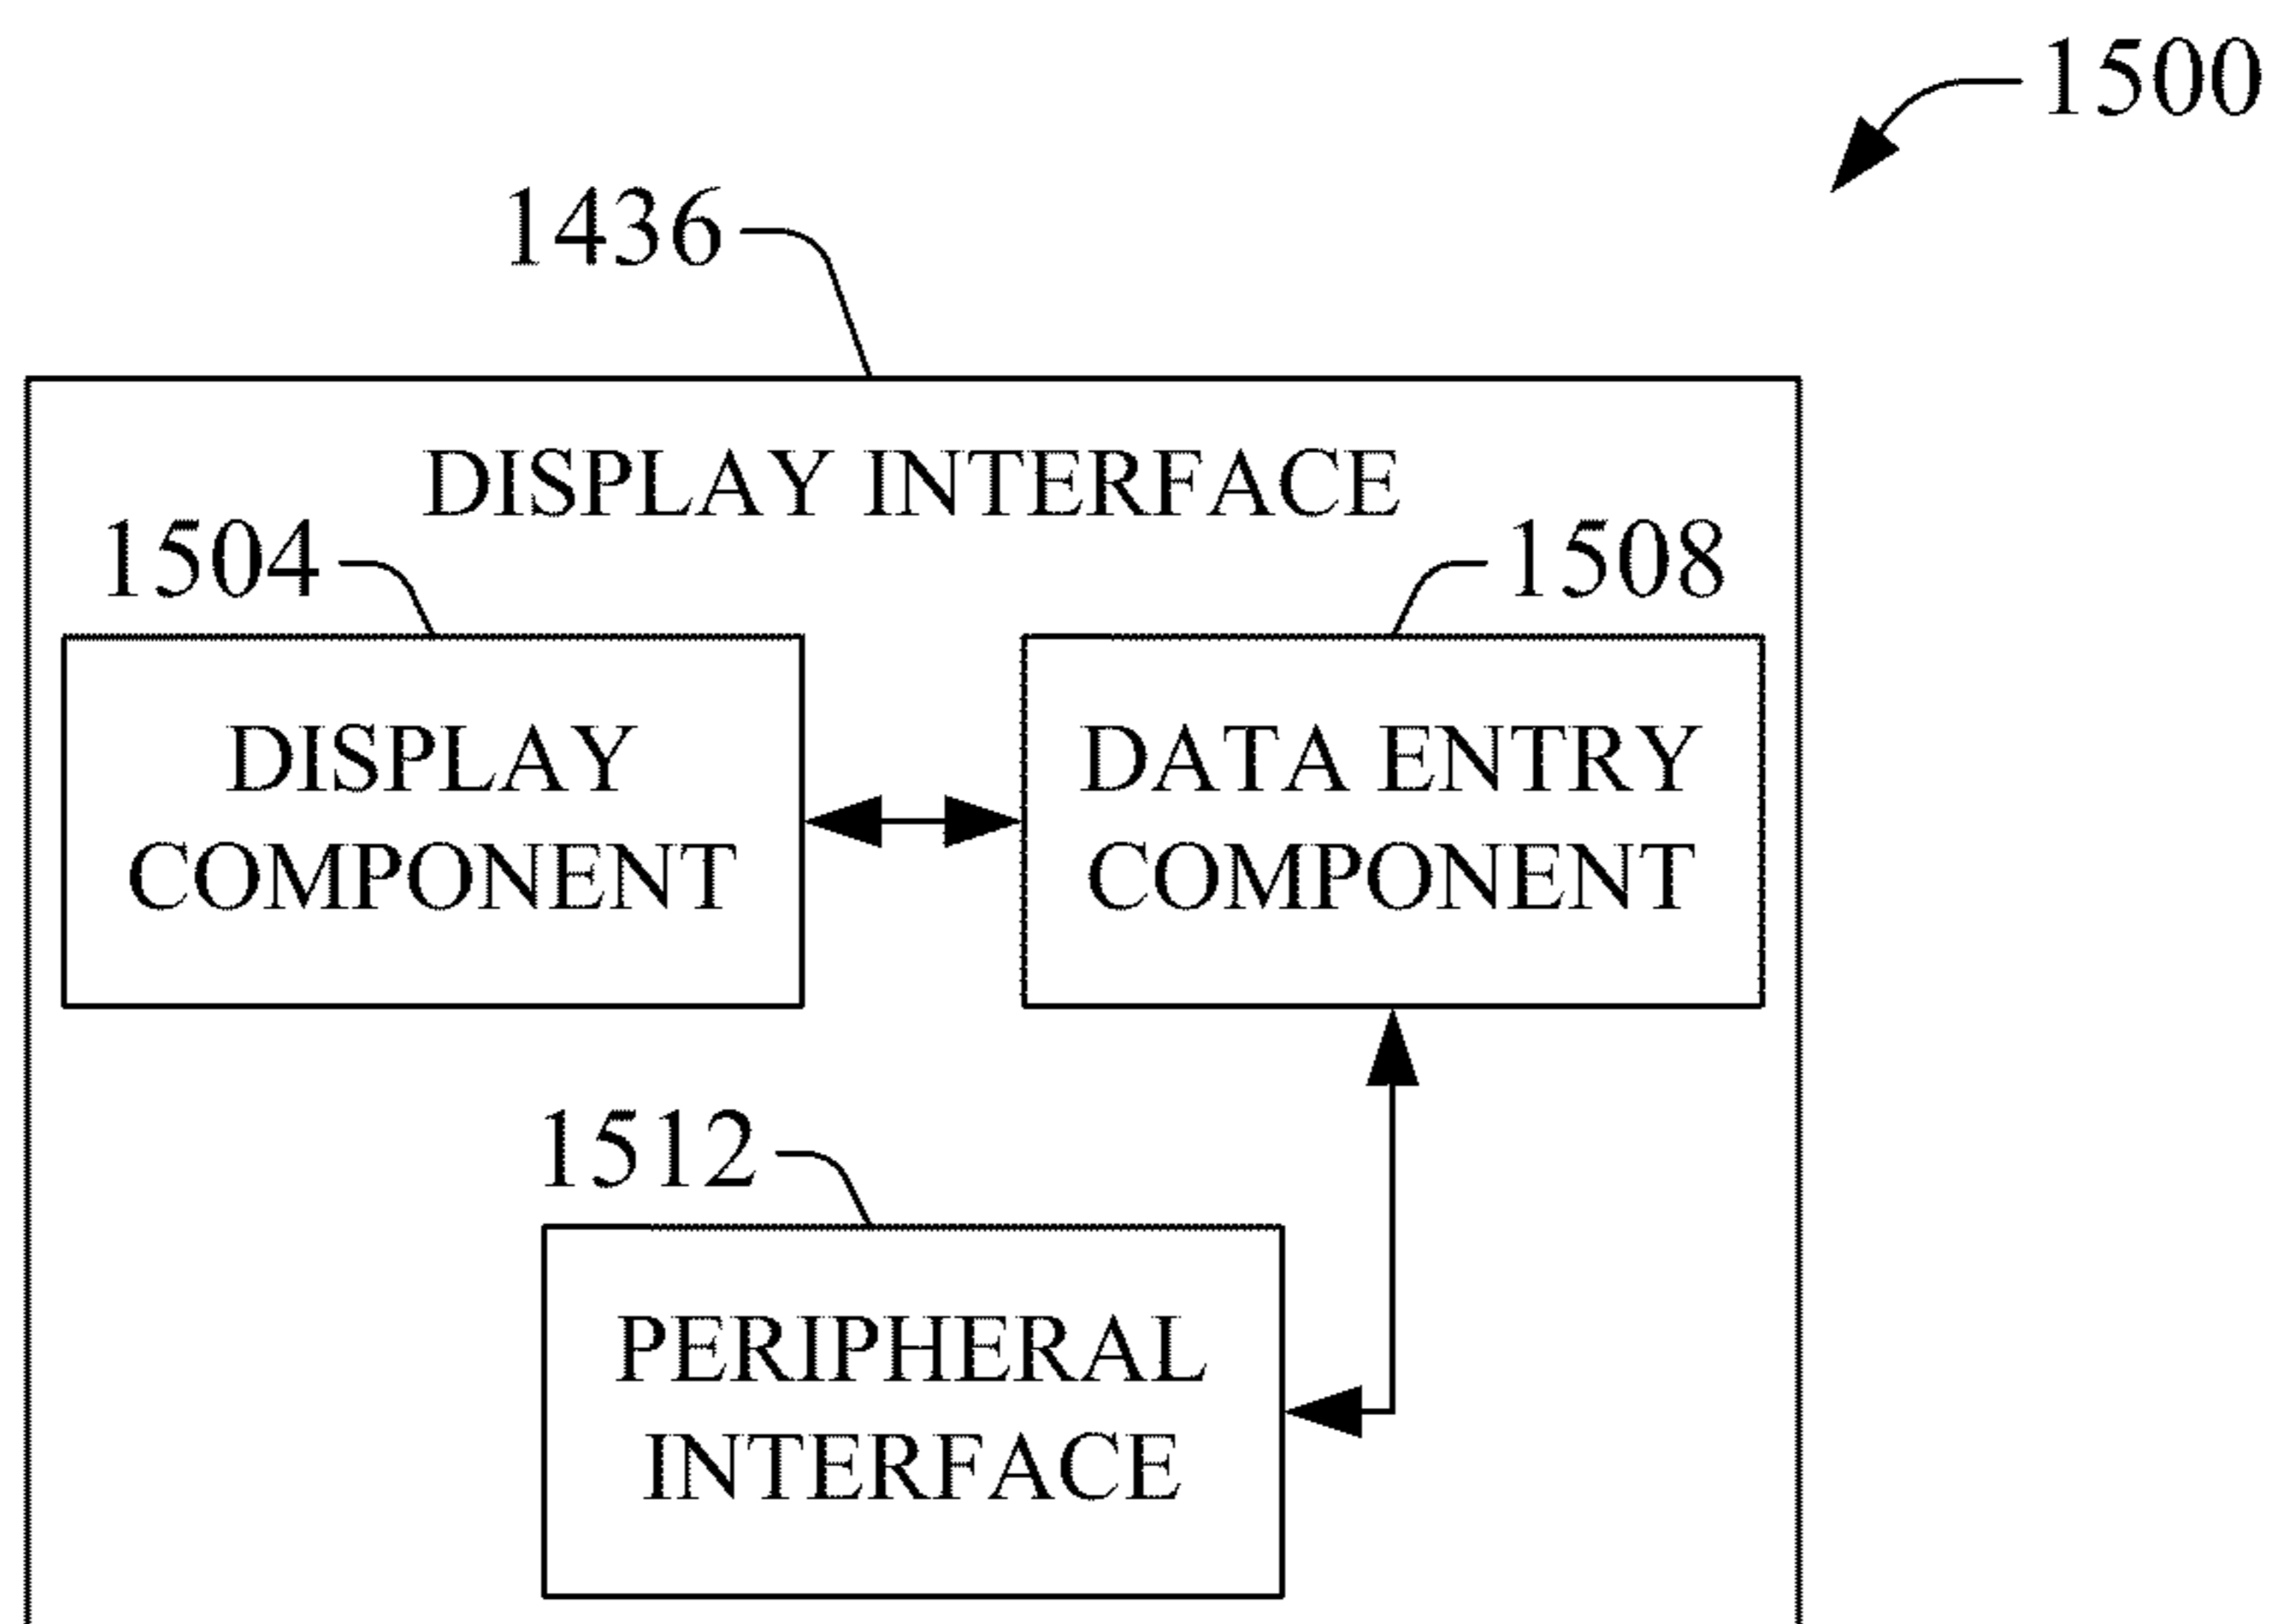 1500
1436
DISPLAY INTERFACE
1504
1508
DISPLAY
COMPONENT
DATA ENTRY
COMPONENT
1512
PERIPHERAL
INTERFACE